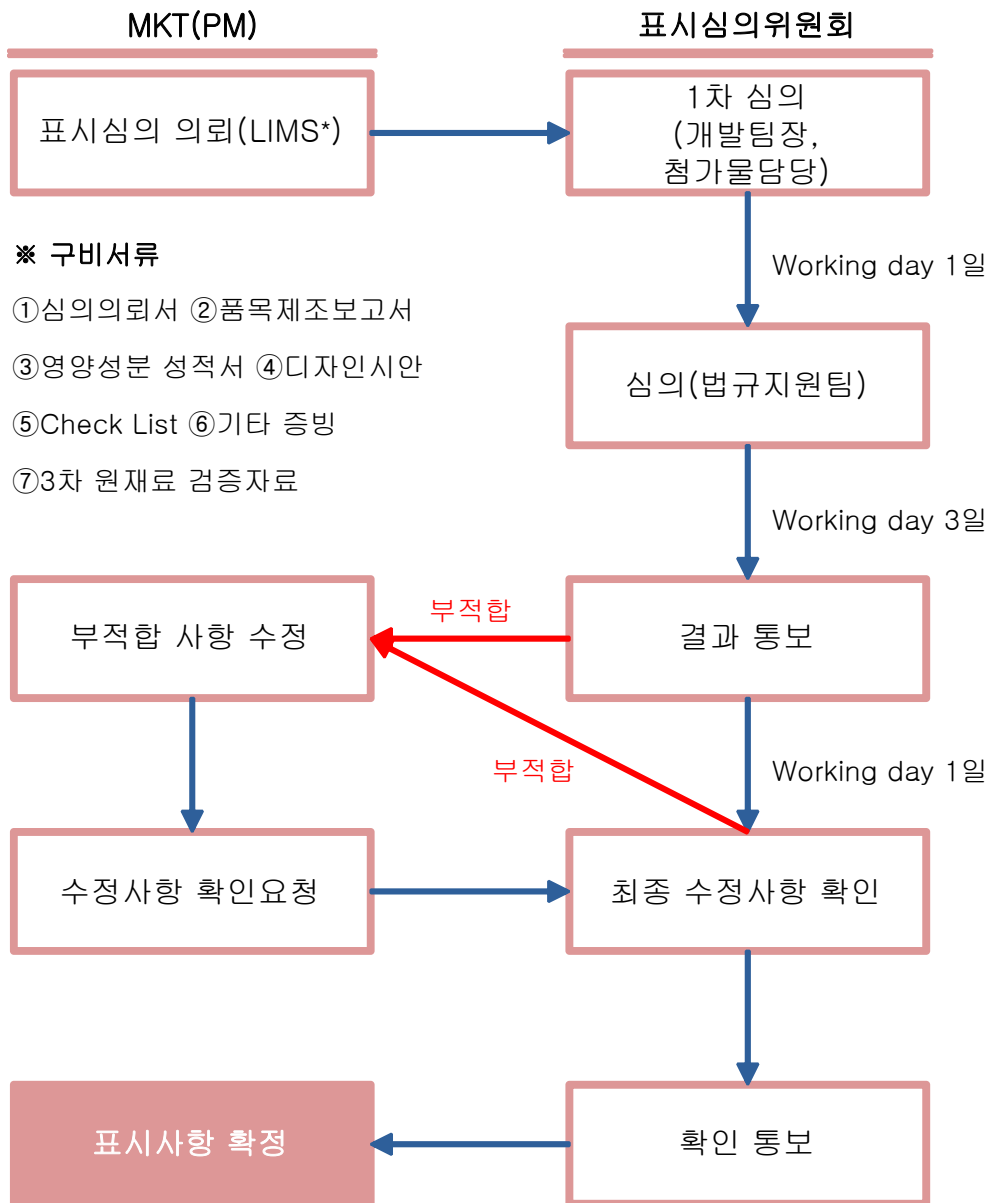 MKT(PM)
표시심의위원회
표시심의 의뢰(LIMS*)
1차 심의
(개발팀장,
첨가물담당)
Working day 1일
※ 구비서류
①심의의뢰서 ②품목제조보고서
③영양성분 성적서 ④디자인시안
⑤Check List ⑥기타 증빙
⑦3차 원재료 검증자료
심의(법규지원팀)
Working day 3일
부적합 사항 수정
부적합
결과 통보
부적합
Working day 1일
수정사항 확인요청
최종 수정사항 확인
표시사항 확정
확인 통보